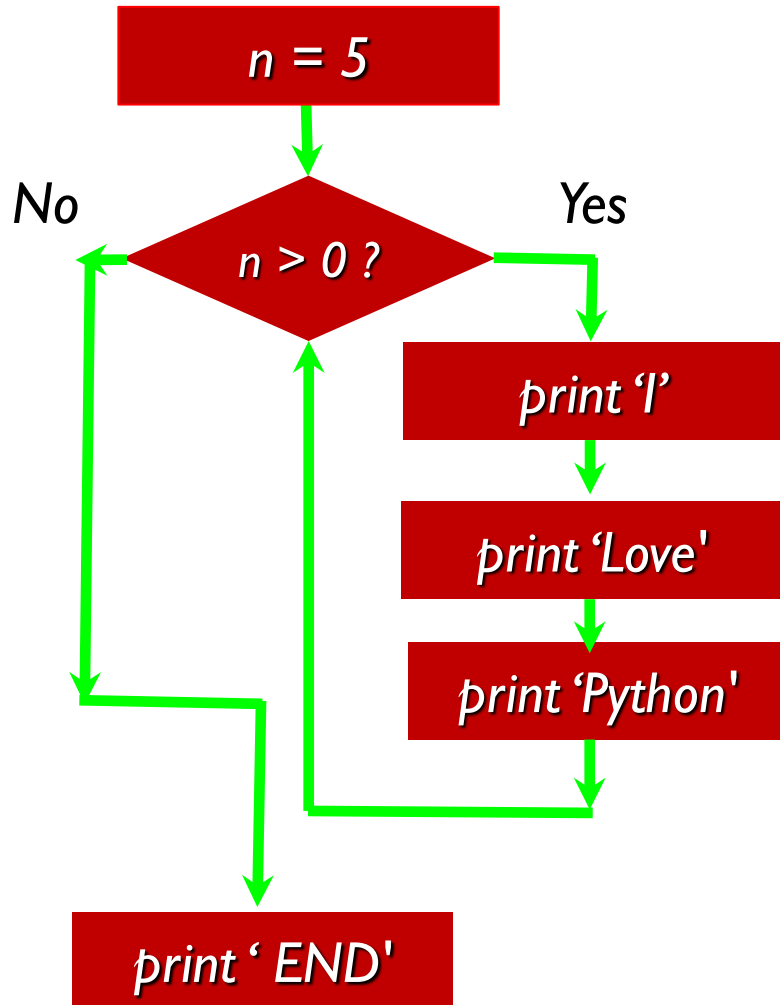 n = 5
No
Yes
n > 0 ?
print ‘I’
print ‘Love'
print ‘Python'
print ‘ END'